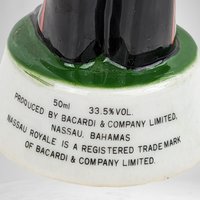 50ml 33.5% VOL.
PRODUCED BY BACARDI & COMPANY LIMITED,
NASSAU, BAHAMAS
NASSAU ROYALE IS A REGISTERED TRADE MARK
OF BACARDI & COMPANY LIMITED.